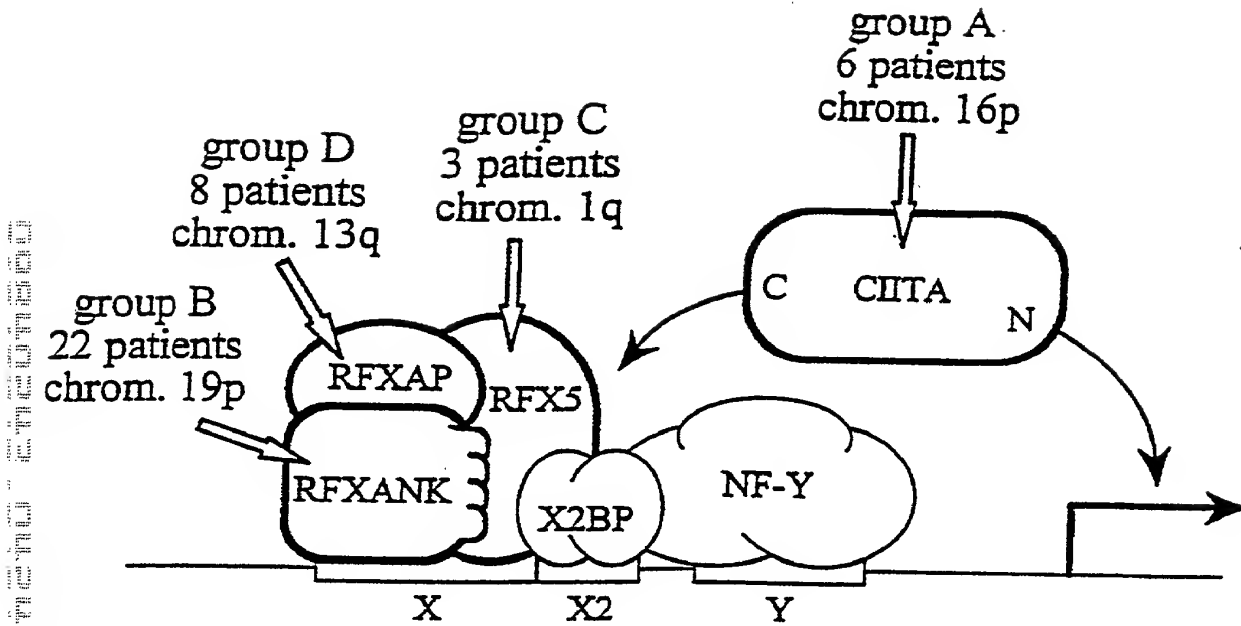 group A
6 patients
chrom. 16p
group C
3 patients
chrom. 1q
group D
8 patients
chrom. 13q
group B
22 patients
chrom. 19p
C
CIITA
N
RFXAP
RFX5
RFXANK
X2BP
NF-Y
X
X2
Y